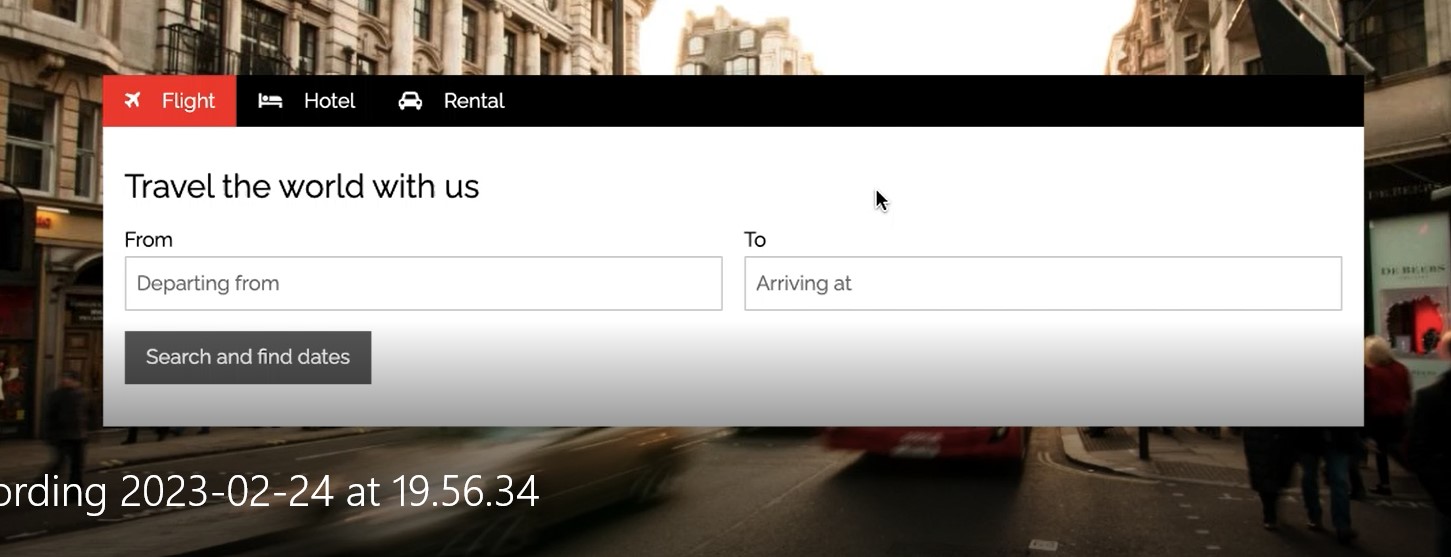 Flight Hotel Rental
Travel the world with us
From To
Departing from Arriving at
Search and find dates
DE BEERS
ording 2023-02-24 at 19.56.34